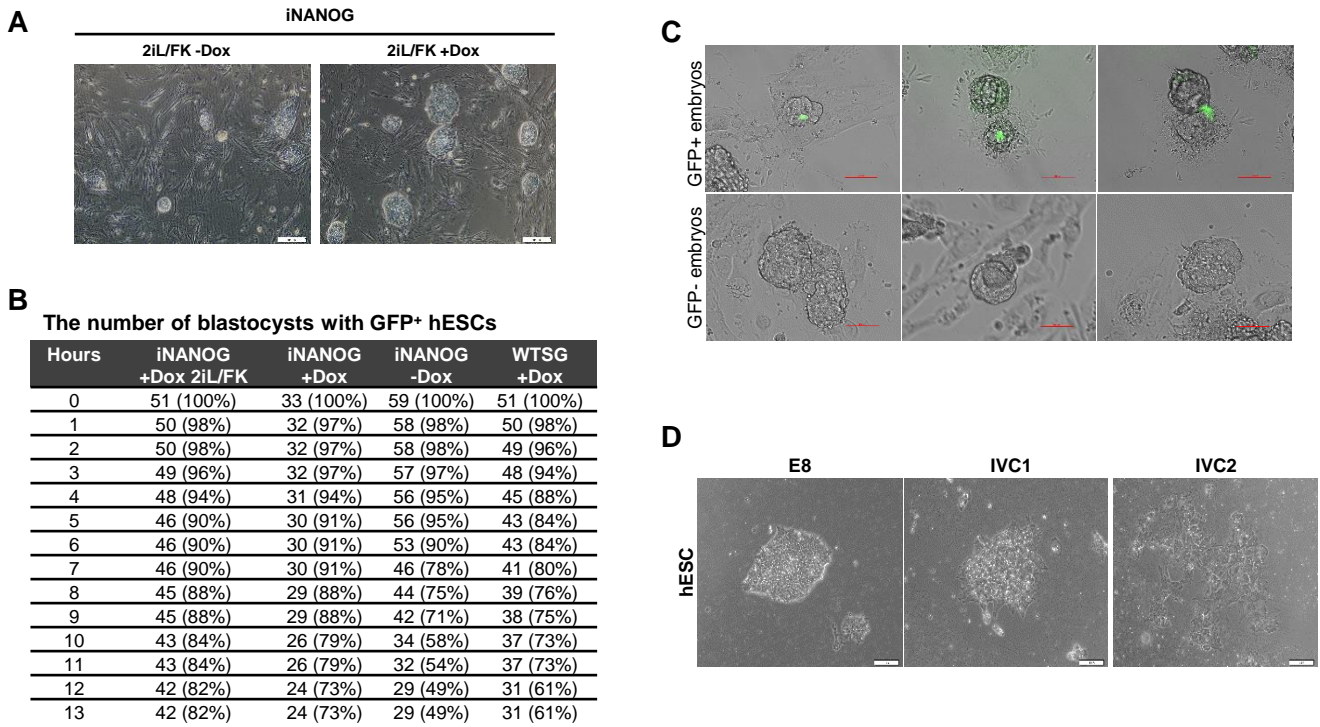 A
iNANOG
2iL/FK -Dox
2iL/FK +Dox
B
The number of blastocysts with GFP⁺ hESCs
Hours iNANOG +Dox 2iL/FK iNANOG +Dox iNANOG -Dox WTSG +Dox
0 51 (100%) 33 (100%) 59 (100%) 51 (100%)
1 50 (98%) 32 (97%) 58 (98%) 50 (98%)
2 50 (98%) 32 (97%) 58 (98%) 49 (96%)
3 49 (96%) 32 (97%) 57 (97%) 48 (94%)
4 48 (94%) 31 (94%) 56 (95%) 45 (88%)
5 46 (90%) 30 (91%) 56 (95%) 43 (84%)
6 46 (90%) 30 (91%) 53 (90%) 43 (84%)
7 46 (90%) 30 (91%) 46 (78%) 41 (80%)
8 45 (88%) 29 (88%) 44 (75%) 39 (76%)
9 45 (88%) 29 (88%) 42 (71%) 38 (75%)
10 43 (84%) 26 (79%) 34 (58%) 37 (73%)
11 43 (84%) 26 (79%) 32 (54%) 37 (73%)
12 42 (82%) 24 (73%) 29 (49%) 31 (61%)
13 42 (82%) 24 (73%) 29 (49%) 31 (61%)
C
GFP+ embryos
GFP- embryos
D
E8
IVC1
IVC2
hESC